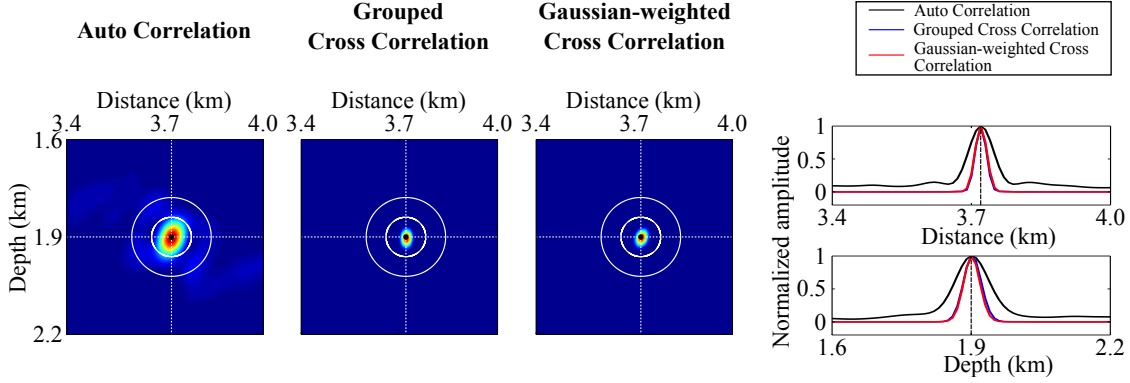 Auto Correlation
Grouped
Cross Correlation
Gaussian-weighted
Cross Correlation
Distance (km)
3.4 3.7 4.0
Distance (km)
3.4 3.7 4.0
Distance (km)
3.4 3.7 4.0
Depth (km)
1.6
1.9
2.2
Auto Correlation
Grouped Cross Correlation
Gaussian-weighted Cross
Correlation
Normalized amplitude
1
0.5
0
3.4 3.7 4.0
Distance (km)
1
0.5
0
1.6 1.9 2.2
Depth (km)